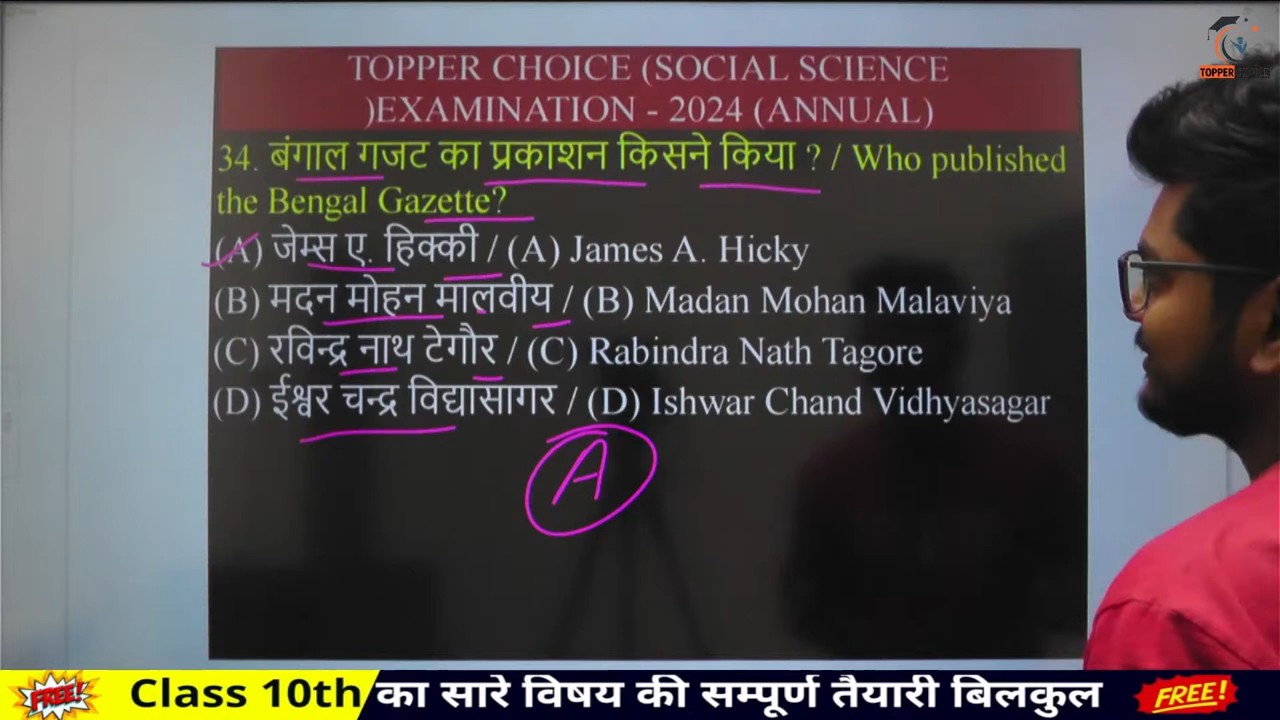 TOPPER CHOICE
TOPPER CHOICE (SOCIAL SCIENCE
)EXAMINATION - 2024 (ANNUAL)
34. बंगाल गजट का प्रकाशन किसने किया ? / Who published
the Bengal Gazette?
(A) जेम्स ए. हिक्की / (A) James A. Hicky
(B) मदन मोहन मालवीय / (B) Madan Mohan Malaviya
(C) रविन्द्र नाथ टेगौर / (C) Rabindra Nath Tagore
(D) ईश्वर चन्द्र विद्यासागर / (D) Ishwar Chand Vidhyasagar
A
FREE! Class 10th का सारे विषय की सम्पूर्ण तैयारी बिलकुल FREE!